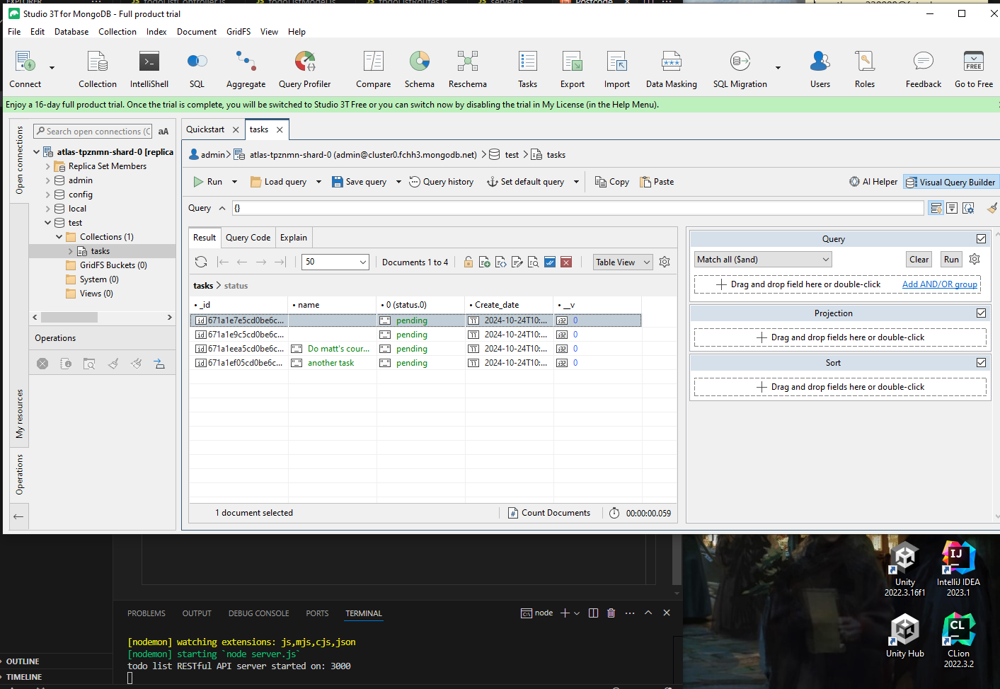 Studio 3T for MongoDB - Full product trial
File Edit Database Collection Index Document GridFS View Help
Connect Collection IntelliShell SQL Aggregate Query Profiler Compare Schema Reschema Tasks Export Import Data Masking SQL Migration Users Roles Feedback Go to Free
FREE
Enjoy a 16-day full product trial. Once the trial is complete, you will be switched to Studio 3T Free or you can switch now by disabling the trial in My License (in the Help Menu).
Open connections
My resources
Operations
Search open connections (C aA
atlas-tpznmn-shard-0 [replica
Replica Set Members
admin
config
local
test
Collections (1)
tasks
GridFS Buckets (0)
System (0)
Views (0)
Operations
Quickstart tasks
admin atlas-tpznmn-shard-0 (admin@cluster0.fchh3.mongodb.net) test tasks
Run Load query Save query Query history Set default query Copy Paste AI Helper Visual Query Builder
Query {}
Result Query Code Explain
50 Documents 1 to 4 Table View
tasks > status
_id name 0 (status.0) Create_date __v
671a1e7e5cd0be6c... pending 2024-10-24T10:... 0
671a1e9c5cd0be6c... pending 2024-10-24T10:... 0
671a1eea5cd0be6c... Do matt's cour... pending 2024-10-24T10:... 0
671a1ef05cd0be6c... another task pending 2024-10-24T10:... 0
1 document selected Count Documents 00:00:00.059
Query
Match all ($and) Clear Run
Drag and drop field here or double-click Add AND/OR group
Projection
Drag and drop fields here or double-click
Sort
Drag and drop fields here or double-click
PROBLEMS OUTPUT DEBUG CONSOLE PORTS TERMINAL node
[nodemon] watching extensions: js,mjs,cjs,json
[nodemon] starting `node server.js`
todo list RESTful API server started on: 3000
OUTLINE
TIMELINE
Unity
2022.3.16f1
IntelliJ IDEA
2023.1
Unity Hub
CLion
2022.3.2